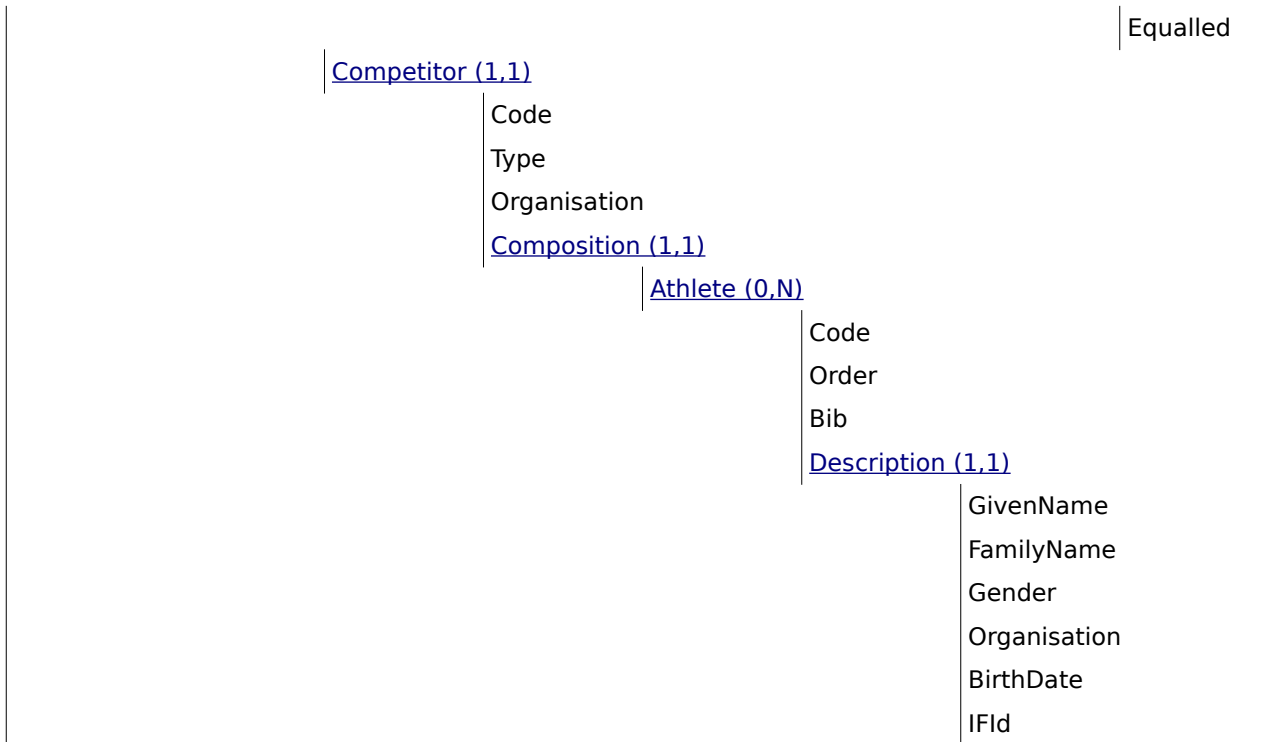 Equalled
Competitor (1,1)
Code
Type
Organisation
Composition (1,1)
Athlete (0,N)
Code
Order
Bib
Description (1,1)
GivenName
FamilyName
Gender
Organisation
BirthDate
IFId